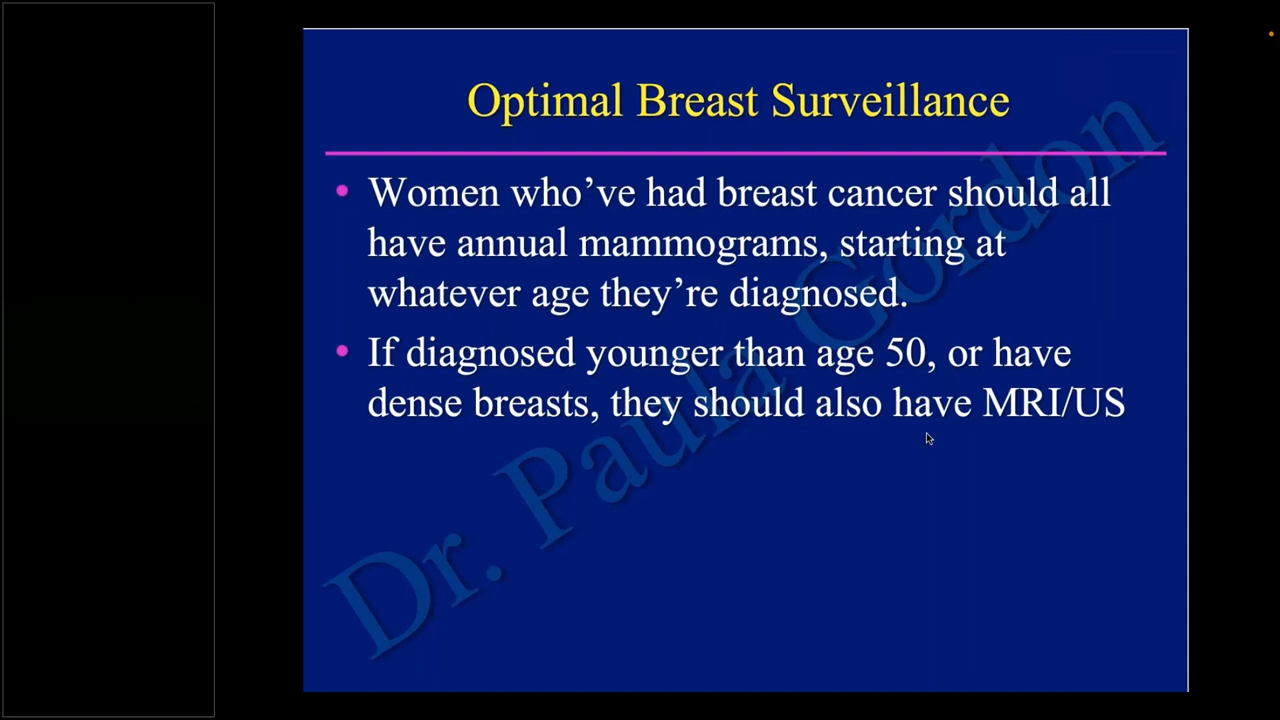 Optimal Breast Surveillance
• Women who’ve had breast cancer should all
have annual mammograms, starting at
whatever age they’re diagnosed.
• If diagnosed younger than age 50, or have
dense breasts, they should also have MRI/US
Dr. Paula Gordon